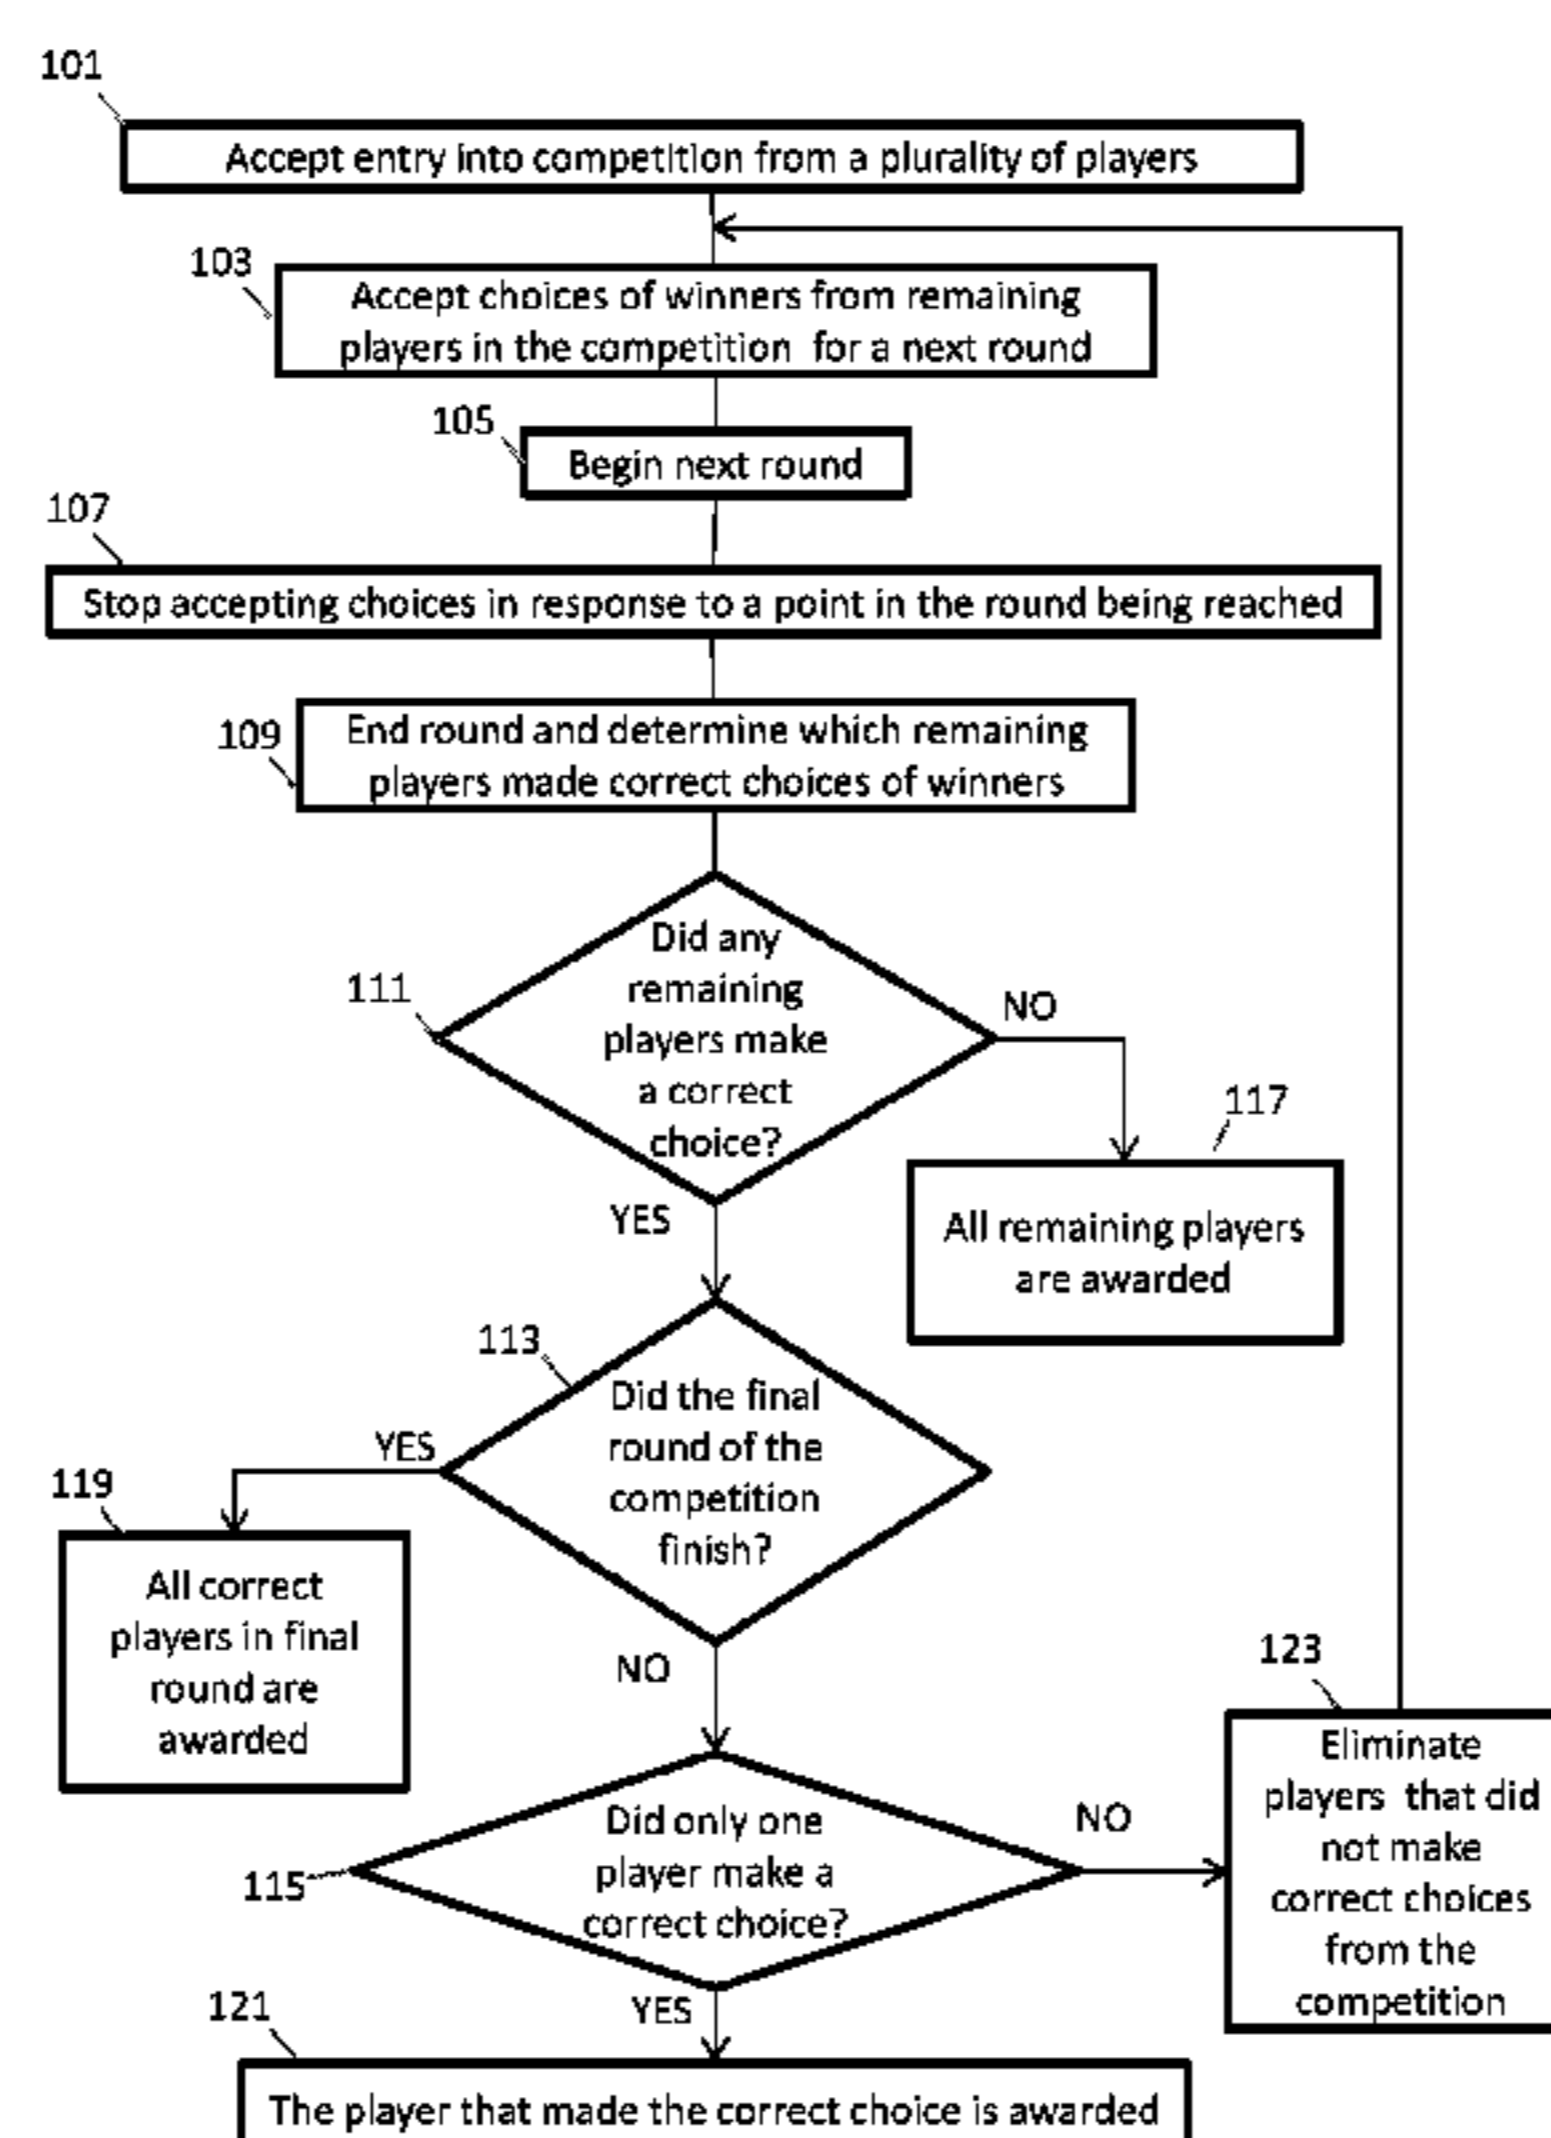 101
Accept entry into competition from a plurality of players
103
Accept choices of winners from remaining
players in the competition for a next round
105
Begin next round
107
Stop accepting choices in response to a point in the round being reached
109
End round and determine which remaining
players made correct choices of winners
111
Did any
remaining
players make
a correct
choice?
NO
YES
117
All remaining players
are awarded
113
Did the final
round of the
competition
finish?
YES
NO
119
All correct
players in final
round are
awarded
115
Did only one
player make a
correct choice?
NO
YES
123
Eliminate
players that did
not make
correct choices
from the
competition
121
The player that made the correct choice is awarded